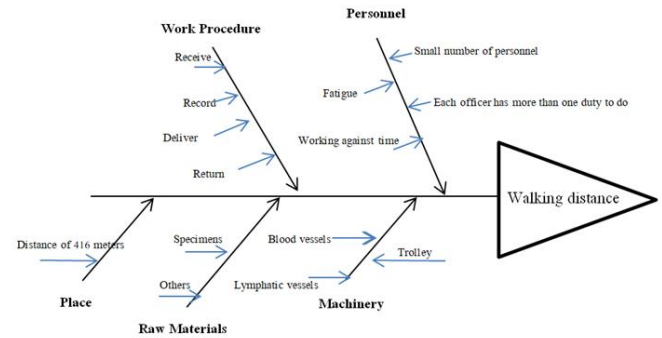 Personnel
Work Procedure
Small number of personnel
Receive
Fatigue
Record
Each officer has more than one duty to do
Deliver
Working against time
Return
Walking distance
Distance of 416 meters
Specimens
Blood vessels
Trolley
Others
Lymphatic vessels
Place
Machinery
Raw Materials